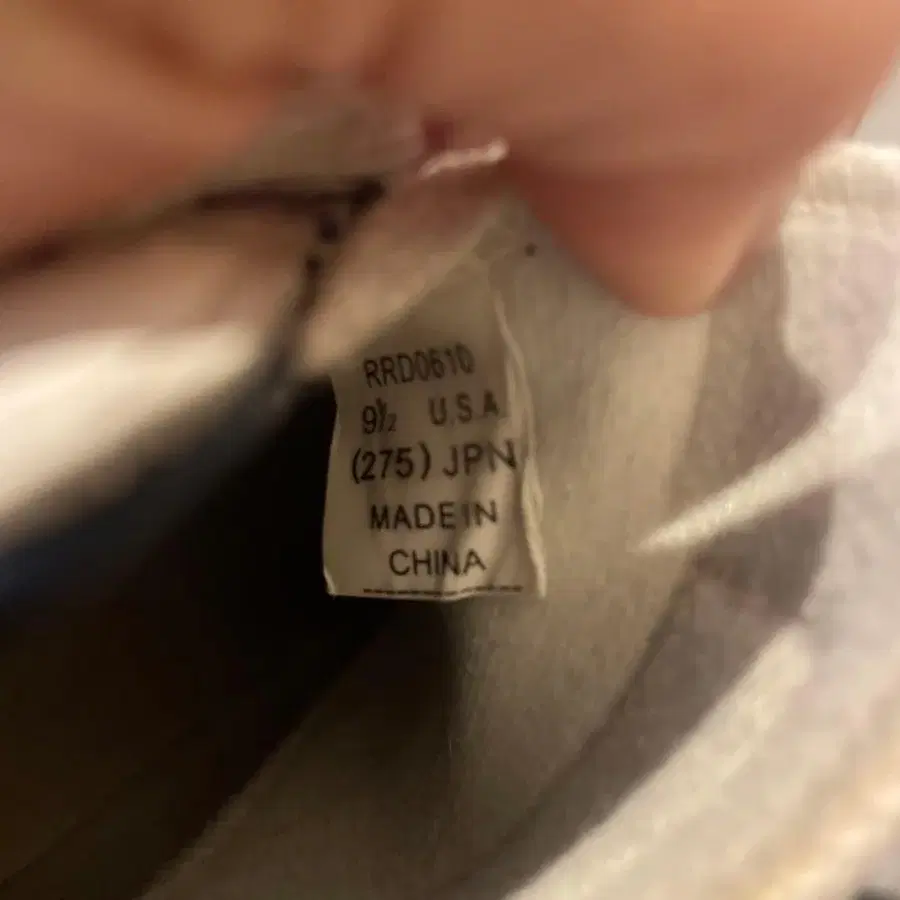 RRD0610
9½ U.S.A
(275) JPN
MADE IN
CHINA